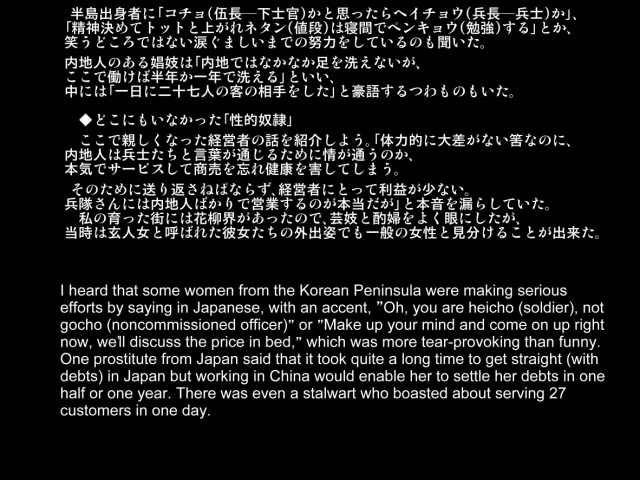 半島出身者に「コチョ(伍長―下士官)かと思ったらヘイチョウ(兵長―兵士)か」、
「精神決めてトットと上がれネタン(値段)は寝間でペンキョウ(勉強)する」とか、
笑うどころではない涙ぐましいまでの努力をしているのも聞いた。
内地人のある娼妓は「内地ではなかなか足を洗えないが、
ここで働けば半年か一年で洗える」といい、
中には「一日に二十七人の客の相手をした」と豪語するつわものもいた。
◆どこにもいなかった「性的奴隷」
ここで親しくなった経営者の話を紹介しよう。「体力的に大差がない筈なのに、
内地人は兵士たちと言葉が通じるために情が通うのか、
本気でサービスして商売を忘れ健康を害してしまう。
そのために送り返さねばならず、経営者にとって利益が少ない。
兵隊さんには内地人ばかりで営業するのが本当だが」と本音を漏らしていた。
私の育った街には花柳界があったので、芸妓と酌婦をよく眼にしたが、
当時は玄人女と呼ばれた彼女たちの外出姿でも一般の女性と見分けることが出来た。
I heard that some women from the Korean Peninsula were making serious
efforts by saying in Japanese, with an accent, "Oh, you are heicho (soldier), not
gocho (noncommissioned officer)" or "Make up your mind and come on up right
now, we'll discuss the price in bed," which was more tear-provoking than funny.
One prostitute from Japan said that it took quite a long time to get straight (with
debts) in Japan but working in China would enable her to settle her debts in one
half or one year. There was even a stalwart who boasted about serving 27
customers in one day.